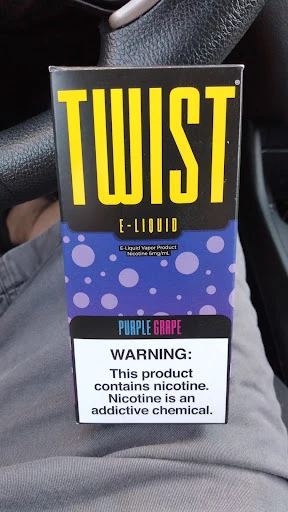 TWIST®
E-LIQUID
E-Liquid Vapor Product
Nicotine 6mg/mL
PURPLE GRAPE
WARNING:
This product
contains nicotine.
Nicotine is an
addictive chemical.